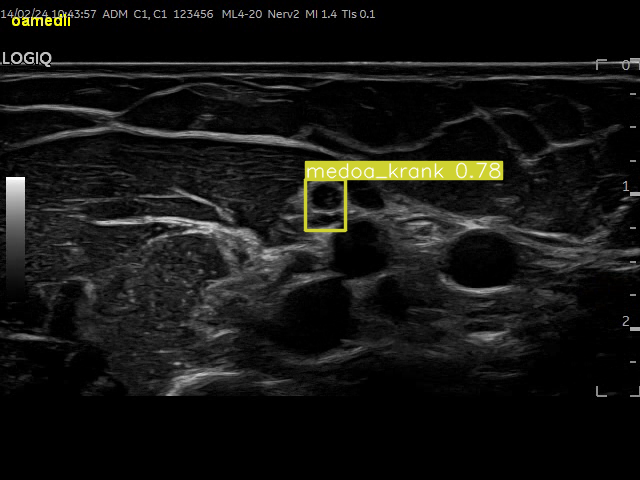 14/02/24 10:43:57 ADM C1, C1 123456 ML4-20 Nerv2 MI 1.4 TIs 0.1
oamedli
LOGIQ
0
medoa_krank 0.78
1
2